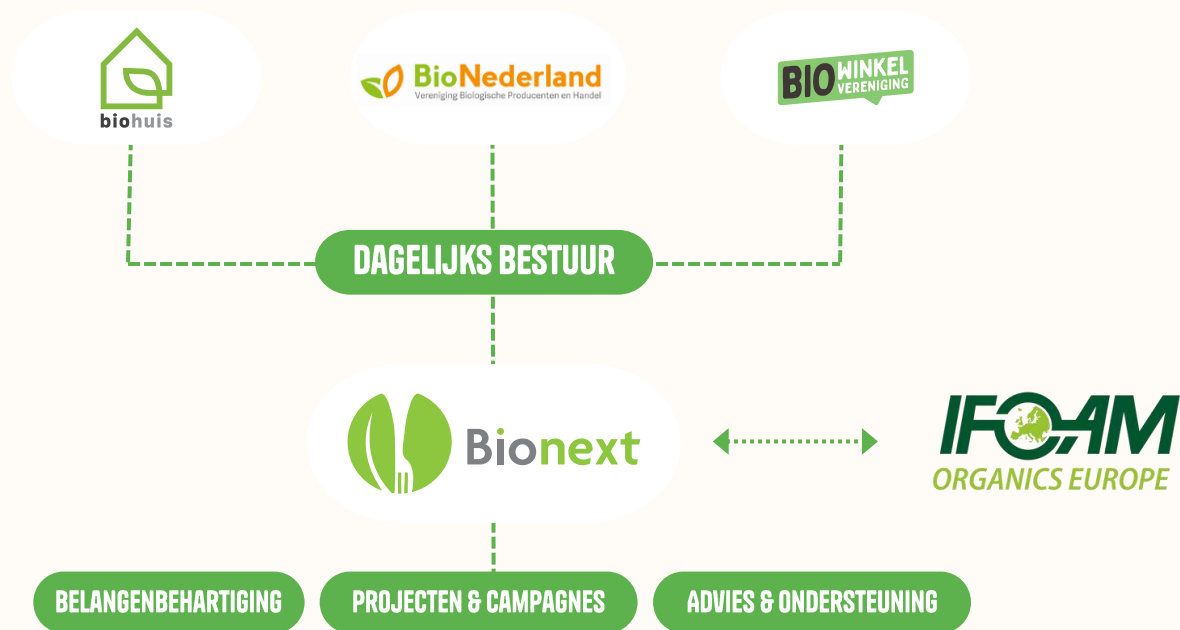 biohuis
BioNederland
Vereniging Biologische Producenten en Handel
BIO WINKEL
VERENIGING
DAGELIJKS BESTUUR
Bionext
IFOAM
ORGANICS EUROPE
BELANGENBEHARTIGING
PROJECTEN & CAMPAGNES
ADVIES & ONDERSTEUNING